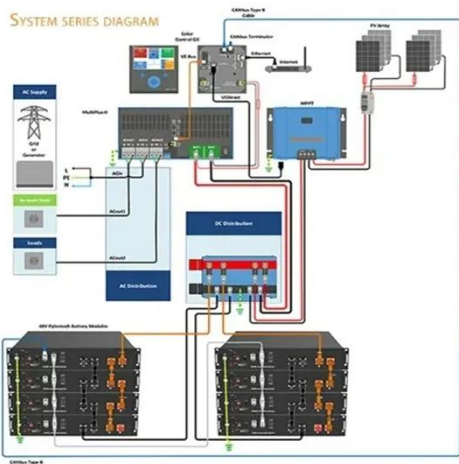 SYSTEM SERIES DIAGRAM
CANbus Type B
Cable
Color
Control GX
CANbus Terminator
PV Array
VE Bus
Ethernet
Internet
AC Supply
MultiPlus-II
VE.Direct
MPPT
Grid
or
Generator
L
PE
N
ACin
ACout1
Loads
ACout2
DC Distribution
AC Distribution
48V Pylontech Battery Modules
CANbus Type B